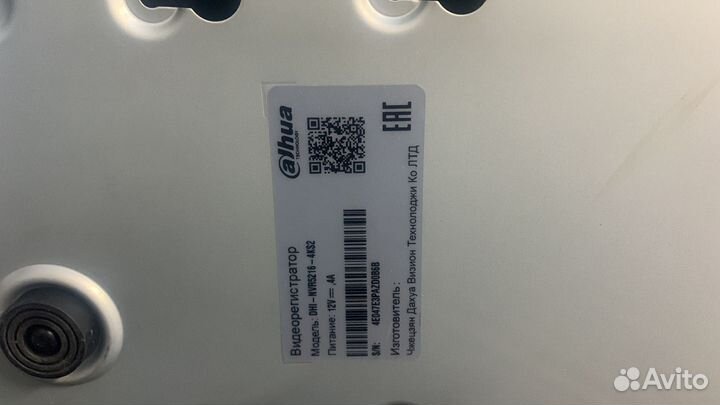 alhua
TECHNOLOGY
EAC
Видеорегистратор
Модель: DHI-NVR5216-4KS2
Питание: 12V⎓ ,4A
S/N: 4E047E3PAZ00B6B
Изготовитель:
Чжецзян Дахуа Визион Технолоджи Ко ЛТД
Avito